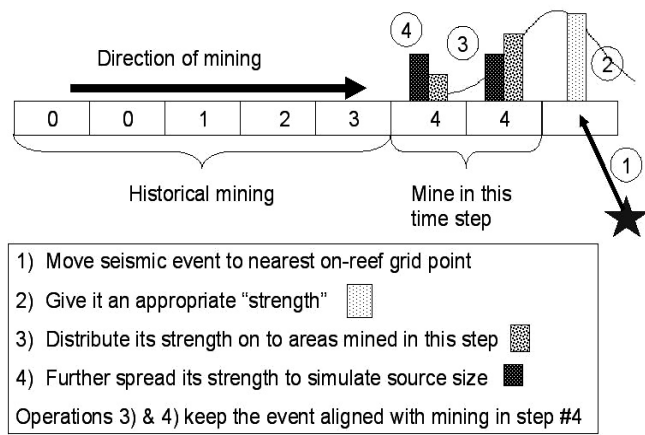 4
3
2
Direction of mining
0 0 1 2 3 4 4
1
Historical mining
Mine in this
time step
1) Move seismic event to nearest on-reef grid point
2) Give it an appropriate “strength”
3) Distribute its strength on to areas mined in this step
4) Further spread its strength to simulate source size
Operations 3) & 4) keep the event aligned with mining in step #4